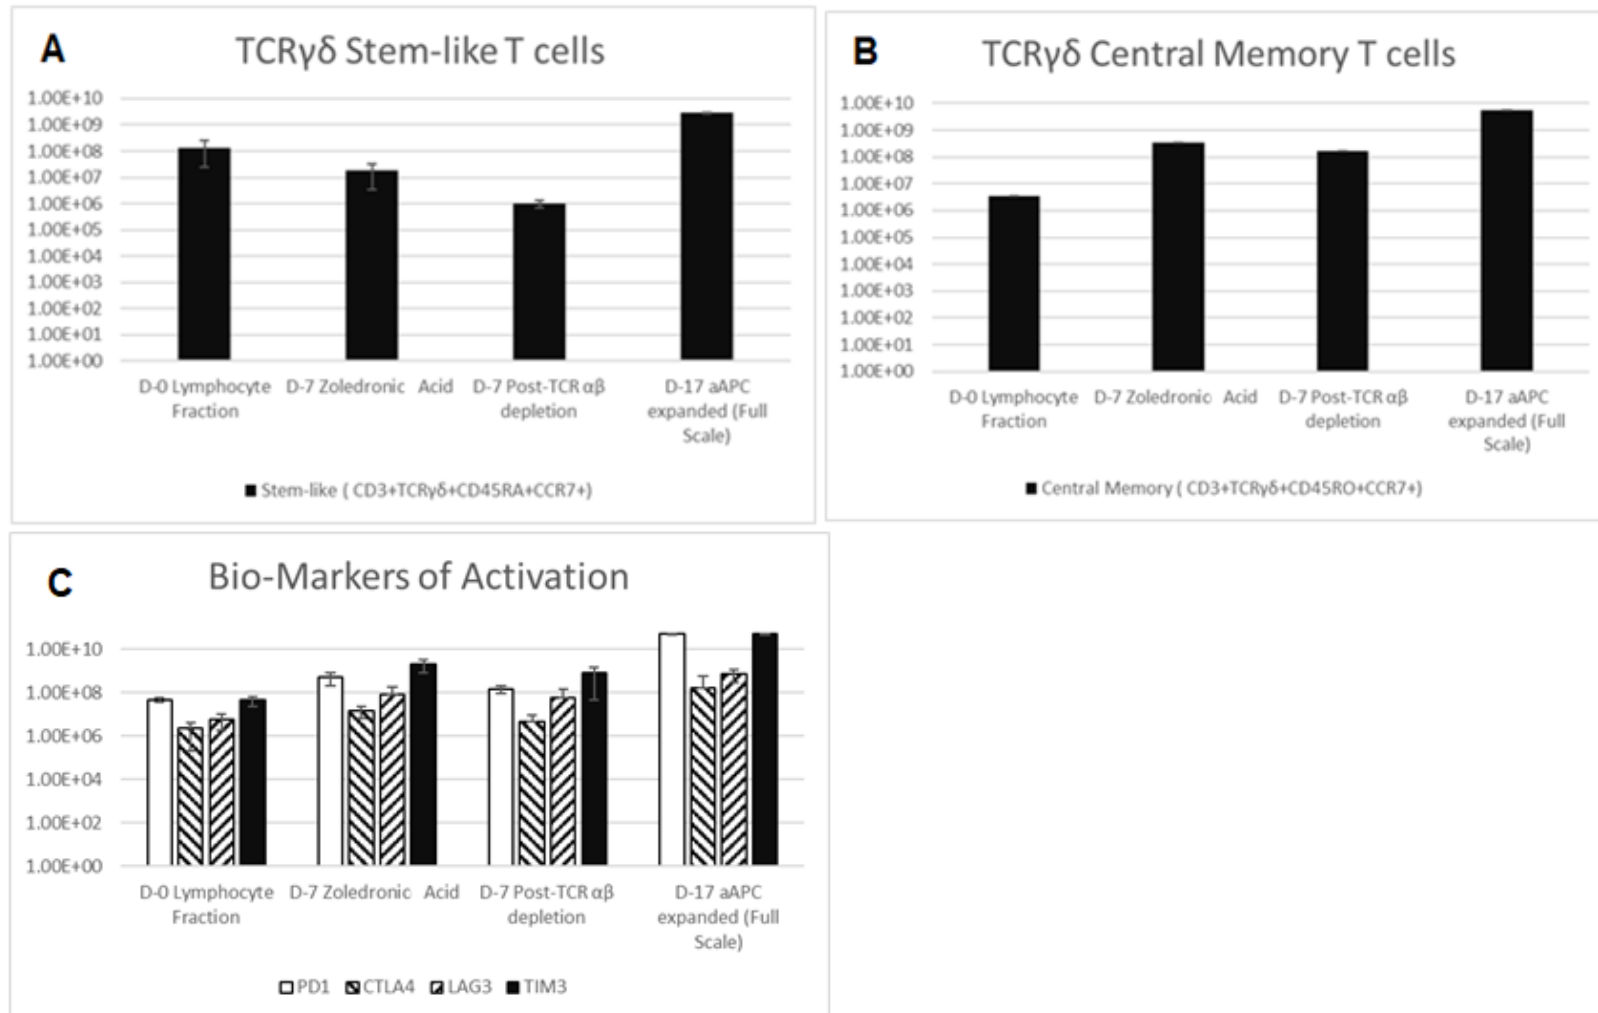 A
TCRγδ Stem-like T cells
1.00E+10
1.00E+09
1.00E+08
1.00E+07
1.00E+06
1.00E+05
1.00E+04
1.00E+03
1.00E+02
1.00E+01
1.00E+00
D-0 Lymphocyte Fraction
D-7 Zoledronic Acid
D-7 Post-TCR αβ depletion
D-17 aAPC expanded (Full Scale)
Stem-like ( CD3+TCRγδ+CD45RA+CCR7+)
B
TCRγδ Central Memory T cells
1.00E+10
1.00E+09
1.00E+08
1.00E+07
1.00E+06
1.00E+05
1.00E+04
1.00E+03
1.00E+02
1.00E+01
1.00E+00
D-0 Lymphocyte Fraction
D-7 Zoledronic Acid
D-7 Post-TCR αβ depletion
D-17 aAPC expanded (Full Scale)
Central Memory ( CD3+TCRγδ+CD45RO+CCR7+)
C
Bio-Markers of Activation
1.00E+10
1.00E+08
1.00E+06
1.00E+04
1.00E+02
1.00E+00
D-0 Lymphocyte Fraction
D-7 Zoledronic Acid
D-7 Post-TCR αβ depletion
D-17 aAPC expanded (Full Scale)
PD1 CTLA4 LAG3 TIM3